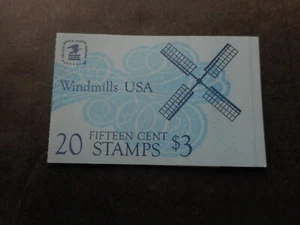 Windmills USA
FIFTEEN CENT
20 STAMPS $3